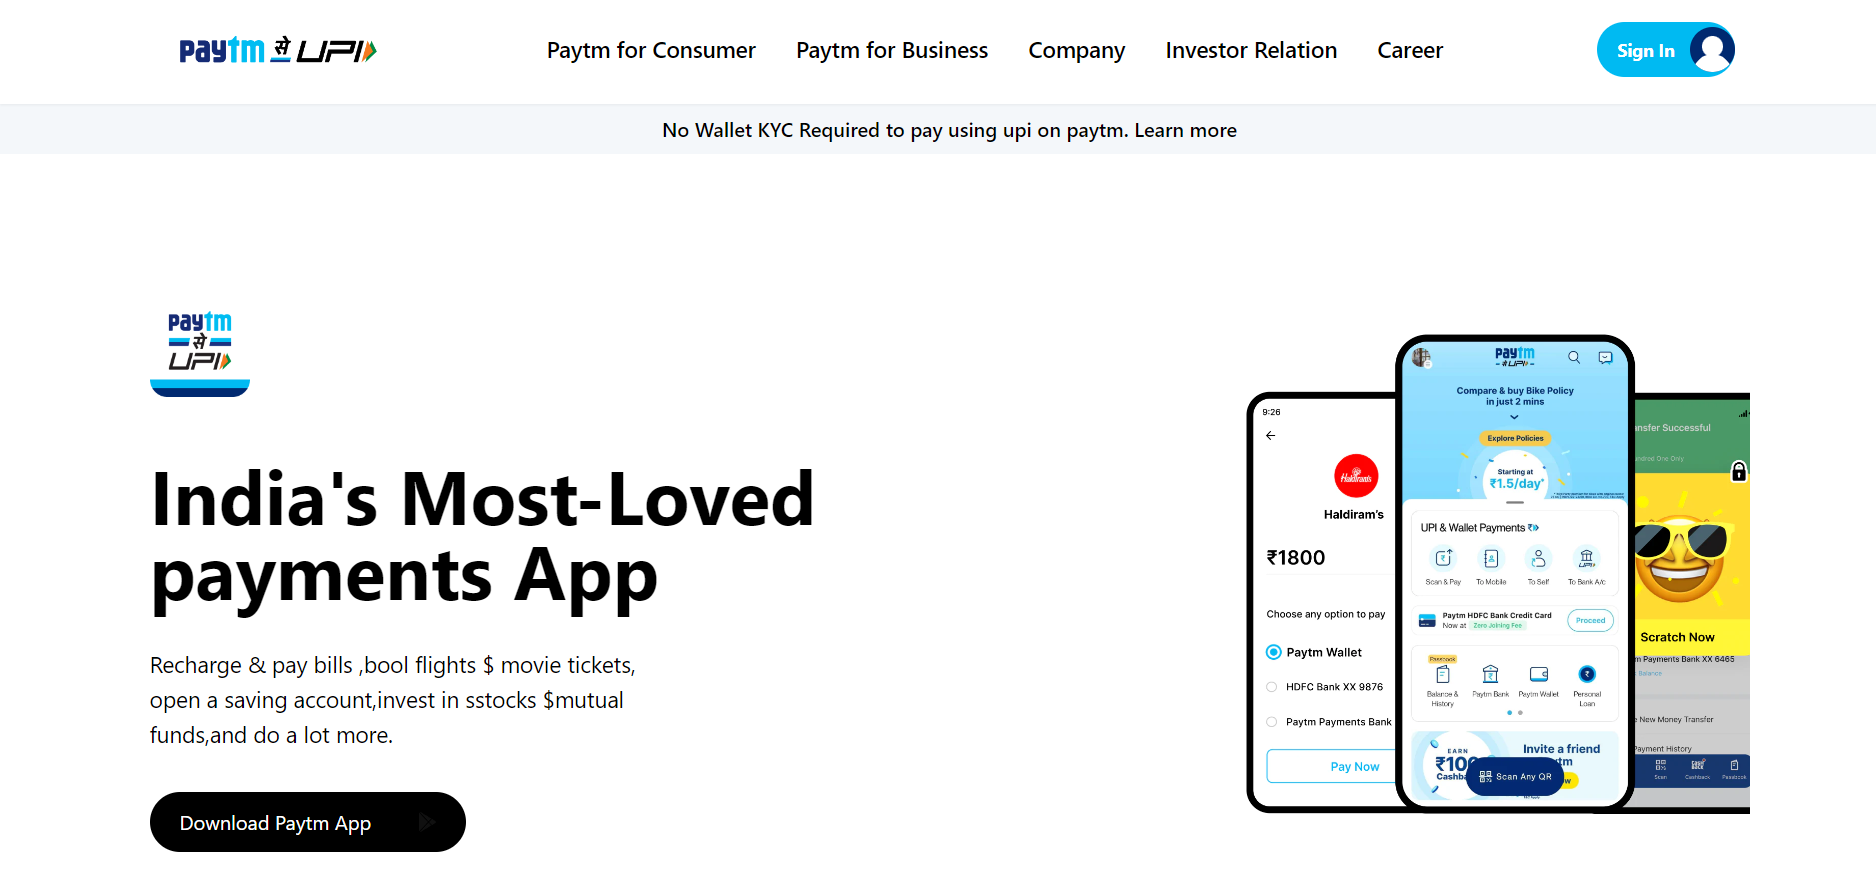 paytm से UPI
Paytm for Consumer
Paytm for Business
Company
Investor Relation
Career
Sign In
No Wallet KYC Required to pay using upi on paytm. Learn more
paytm
से
UPI
India's Most-Loved
payments App
Recharge & pay bills ,bool flights $ movie tickets,
open a saving account,invest in sstocks $mutual
funds,and do a lot more.
Download Paytm App
9:26
Haldiram's
Haldiram's
₹1800
Choose any option to pay
Paytm Wallet
HDFC Bank XX 9876
Paytm Payments Bank
Pay Now
paytm
से UPI
Compare & buy Bike Policy
in just 2 mins
Explore Policies
Starting at
₹1.5/day*
UPI & Wallet Payments
Scan & Pay
To Mobile
To Self
To Bank A/c
Paytm HDFC Bank Credit Card
Now at Zero Joining Fee
Proceed
Passbook
Balance &
History
Paytm Bank
Paytm Wallet
Personal
Loan
EARN
₹100
Cashba
Invite a friend
tm
Scan Any QR
ow
ansfer Successful
undred One Only
Scratch Now
m Payments Bank XX 6465
Balance
New Money Transfer
Payment History
Scan
Cashback
Passbook